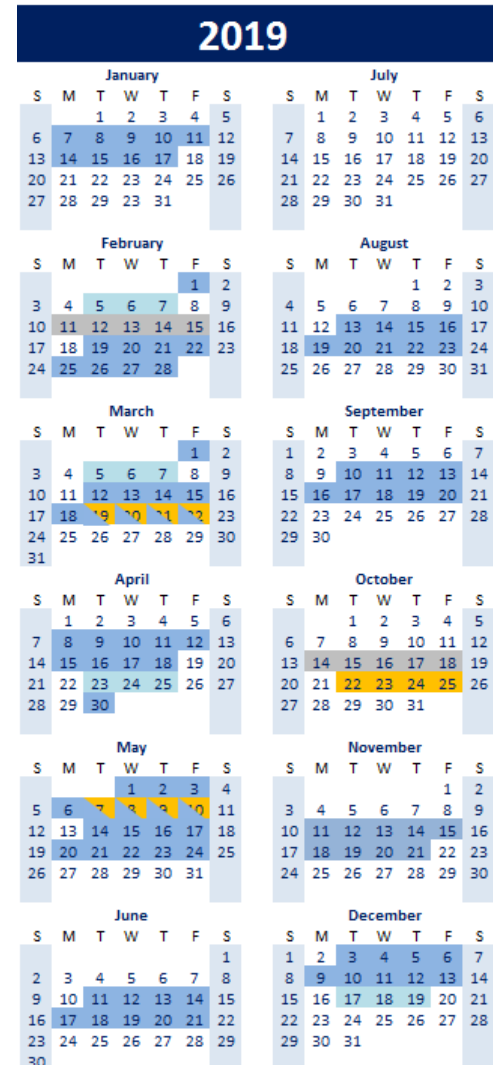 2019
January
S M T W T F S
1 2 3 4 5
6 7 8 9 10 11 12
13 14 15 16 17 18 19
20 21 22 23 24 25 26
27 28 29 23 31
February
S M T W T F S
1 2
3 4 5 6 7 8 9
10 11 12 13 14 15 16
17 18 19 20 21 22 23
24 25 26 27 28
March
S M T W T F S
1 2
3 4 5 6 7 8 9
10 11 12 13 14 15 16
17 18 19 20 21 22 23
24 25 26 27 28 29 30
31
April
S M T W T F S
1 2 3 4 5 6
7 8 9 10 11 12 13
14 15 16 17 18 19 20
21 22 23 24 25 26 27
28 29 30
May
S M T W T F S
1 2 3 4
5 6 7 8 9 10 11
12 13 14 15 16 17 18
19 20 21 22 23 24 25
26 27 28 29 30 31
June
S M T W T F S
1
2 3 4 5 6 7 8
9 10 11 12 13 14 15
16 17 18 19 20 21 22
23 24 25 26 27 28 29
30
July
S M T W T F S
1 2 3 4 5 6
7 8 9 10 11 12 13
14 15 16 17 18 19 20
21 22 23 24 25 26 27
28 29 30 31
August
S M T W T F S
1 2 3
4 5 6 7 8 9 10
11 12 13 14 15 16 17
18 19 20 21 22 23 24
25 26 27 28 29 30 31
September
S M T W T F S
1 2 3 4 5 6 7
8 9 10 11 12 13 14
15 16 17 18 19 20 21
22 23 24 25 26 27 28
29 30
October
S M T W T F S
1 2 3 4 5
6 7 8 9 10 11 12
13 14 15 16 17 18 19
20 21 22 23 24 25 26
27 28 29 30 31
November
S M T W T F S
1 2
3 4 5 6 7 8 9
10 11 12 13 14 15 16
17 18 19 20 21 22 23
24 25 26 27 28 29 30
December
S M T W T F S
1 2 3 4 5 6 7
8 9 10 11 12 13 14
15 16 17 18 19 20 21
22 23 24 25 26 27 28
29 30 31